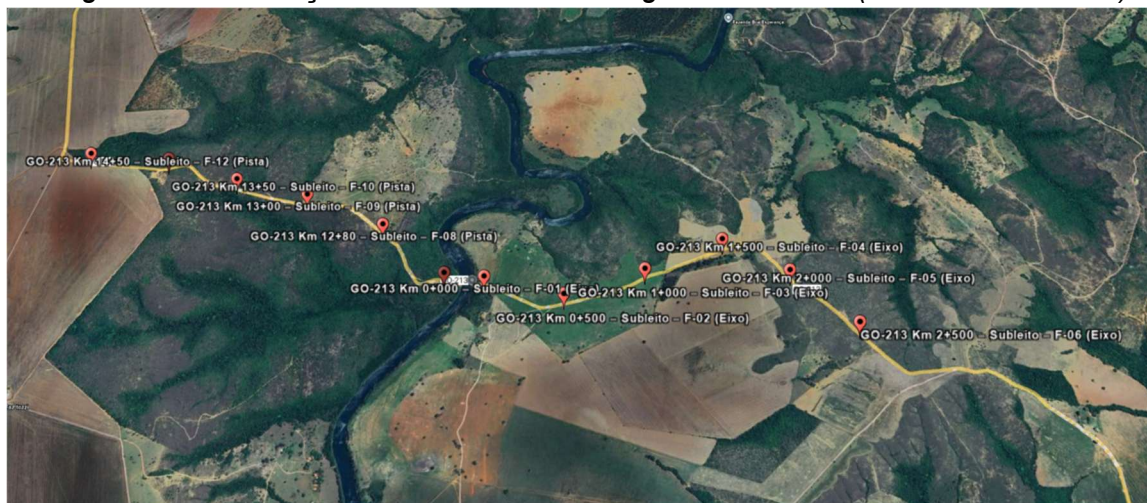 GO-213 Km 14+50 – Subleito – F-12 (Pista)
GO-213 Km 13+50 – Subleito – F-10 (Pista)
GO-213 Km 13+00 – Subleito – F-09 (Pista)
GO-213 Km 12+80 – Subleito – F-08 (Pista)
GO-213 Km 1+500 – Subleito – F-04 (Eixo)
GO-213 Km 2+000 – Subleito – F-05 (Eixo)
GO-213 Km 0+000 – Subleito – F-01 (Eixo)
GO-213 Km 1+000 – Subleito – F-03 (Eixo)
GO-213 Km 0+500 – Subleito – F-02 (Eixo)
GO-213 Km 2+500 – Subleito – F-06 (Eixo)